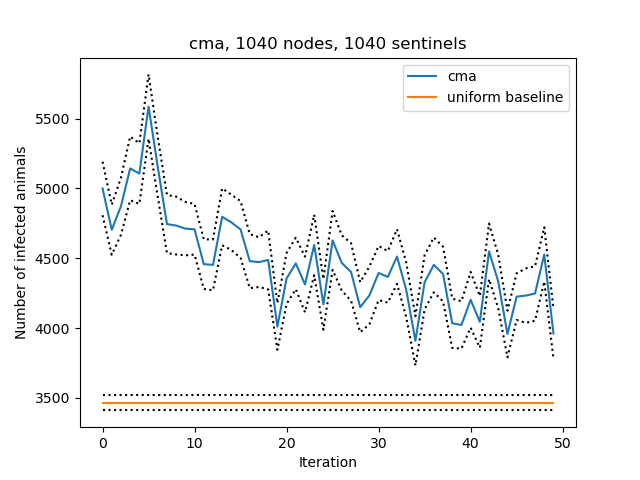 cma, 1040 nodes, 1040 sentinels
cma
uniform baseline
5500
5000
4500
4000
3500
Number of infected animals
0 10 20 30 40 50
Iteration